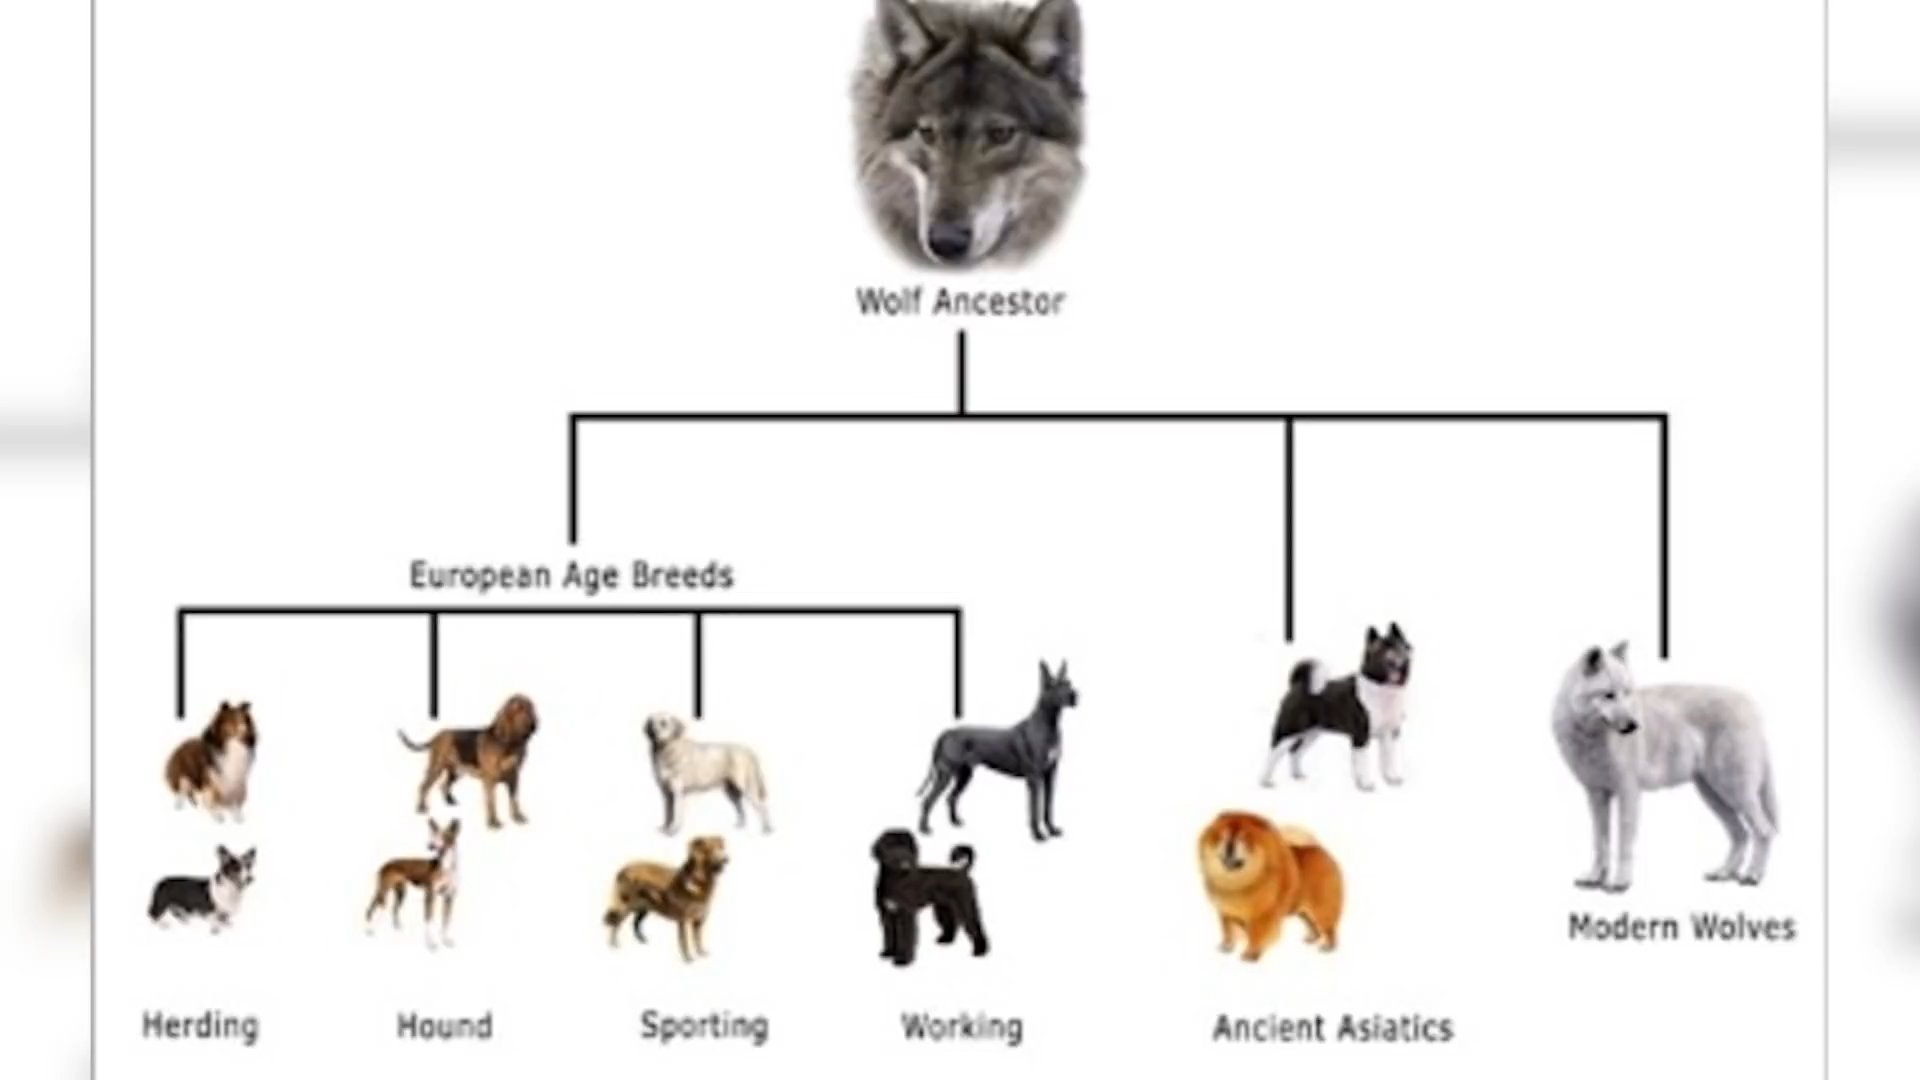 Wolf Ancestor
European Age Breeds
Modern Wolves
Herding
Hound
Sporting
Working
Ancient Asiatics